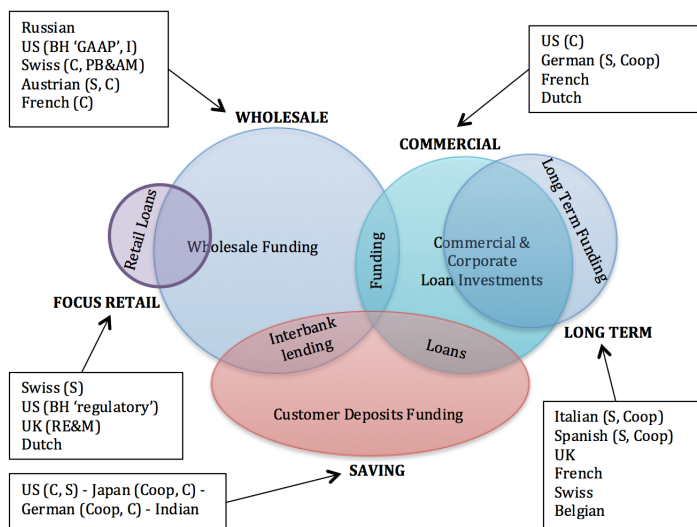 Russian
US (BH ‘GAAP’, I)
Swiss (C, PB&AM)
Austrian (S, C)
French (C)
US (C)
German (S, Coop)
French
Dutch
WHOLESALE
COMMERCIAL
Retail Loans
Wholesale Funding
Funding
Commercial &
Corporate
Loan Investments
Long Term Funding
FOCUS RETAIL
Interbank
lending
Loans
LONG TERM
Customer Deposits Funding
SAVING
Swiss (S)
US (BH ‘regulatory’)
UK (RE&M)
Dutch
Italian (S, Coop)
Spanish (S, Coop)
UK
French
Swiss
Belgian
US (C, S) - Japan (Coop, C) -
German (Coop, C) - Indian